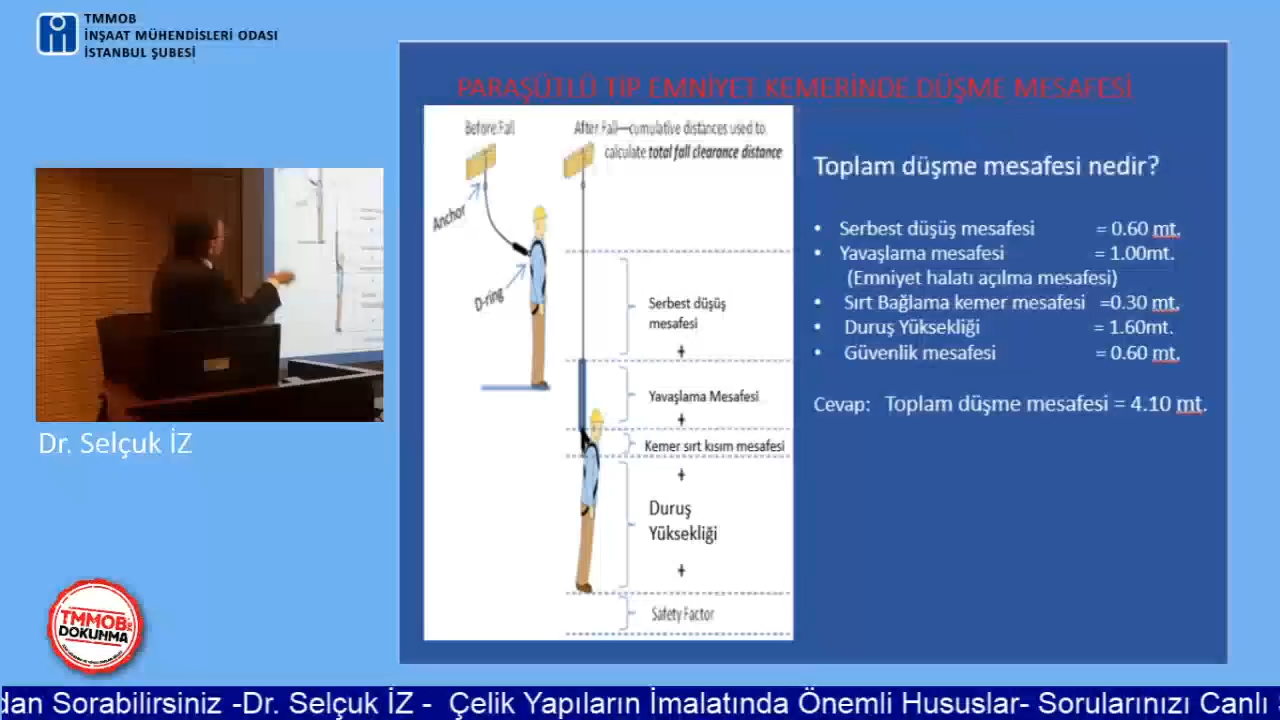 TMMOB
İNŞAAT MÜHENDİSLERİ ODASI
İSTANBUL ŞUBESİ
PARAŞÜTLÜ TİP EMNİYET KEMERİNDE DÜŞME MESAFESİ
Before Fall
After Fall—cumulative distances used to
calculate total fall clearance distance
Anchor
D-ring
Serbest düşüş
mesafesi
+
Yavaşlama Mesafesi
+
Kemer sırt kısım mesafesi
+
Duruş
Yüksekliği
+
Safety Factor
Toplam düşme mesafesi nedir?
• Serbest düşüş mesafesi = 0.60 mt.
• Yavaşlama mesafesi = 1.00mt.
(Emniyet halatı açılma mesafesi)
• Sırt Bağlama kemer mesafesi =0.30 mt.
• Duruş Yüksekliği = 1.60mt.
• Güvenlik mesafesi = 0.60 mt.
Cevap: Toplam düşme mesafesi = 4.10 mt.
Dr. Selçuk İZ
TMMOB
DOKUNMA
dan Sorabilirsiniz -Dr. Selçuk İZ - Çelik Yapıların İmalatında Önemli Hususlar- Sorularınızı Canlı